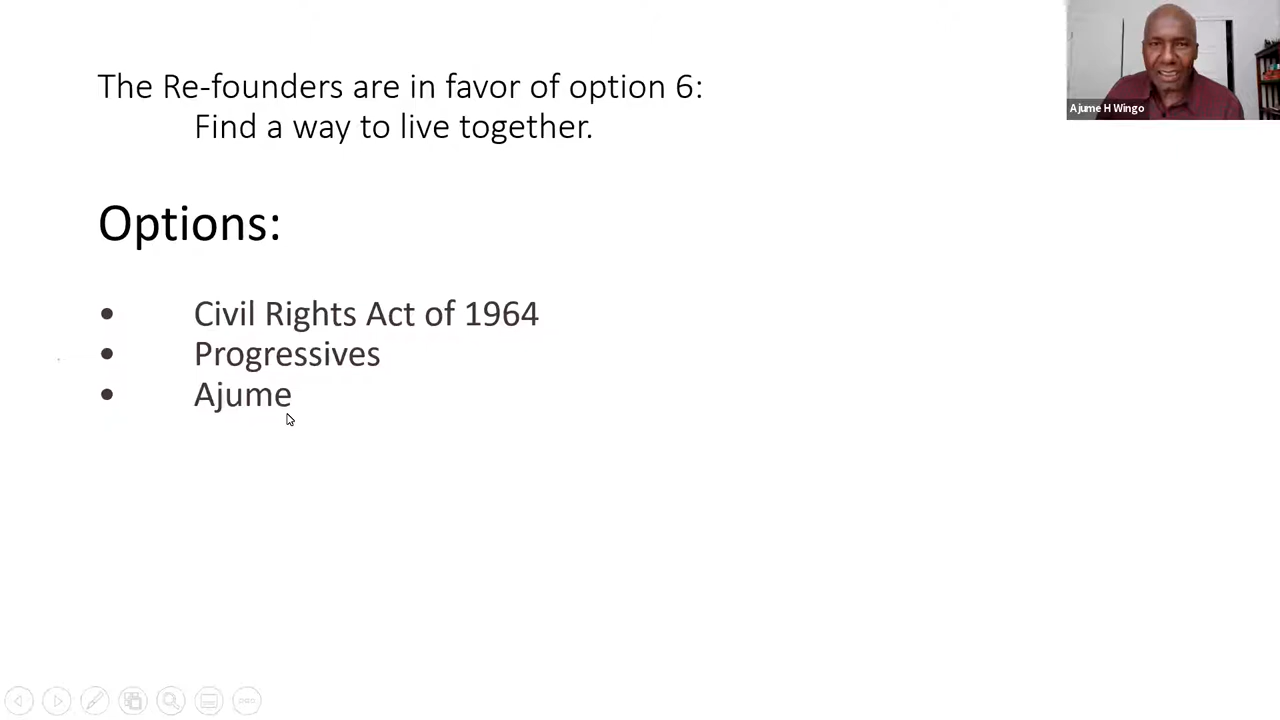 The Re-founders are in favor of option 6:
Find a way to live together.
Ajume H Wingo
Options:
• Civil Rights Act of 1964
• Progressives
• Ajume